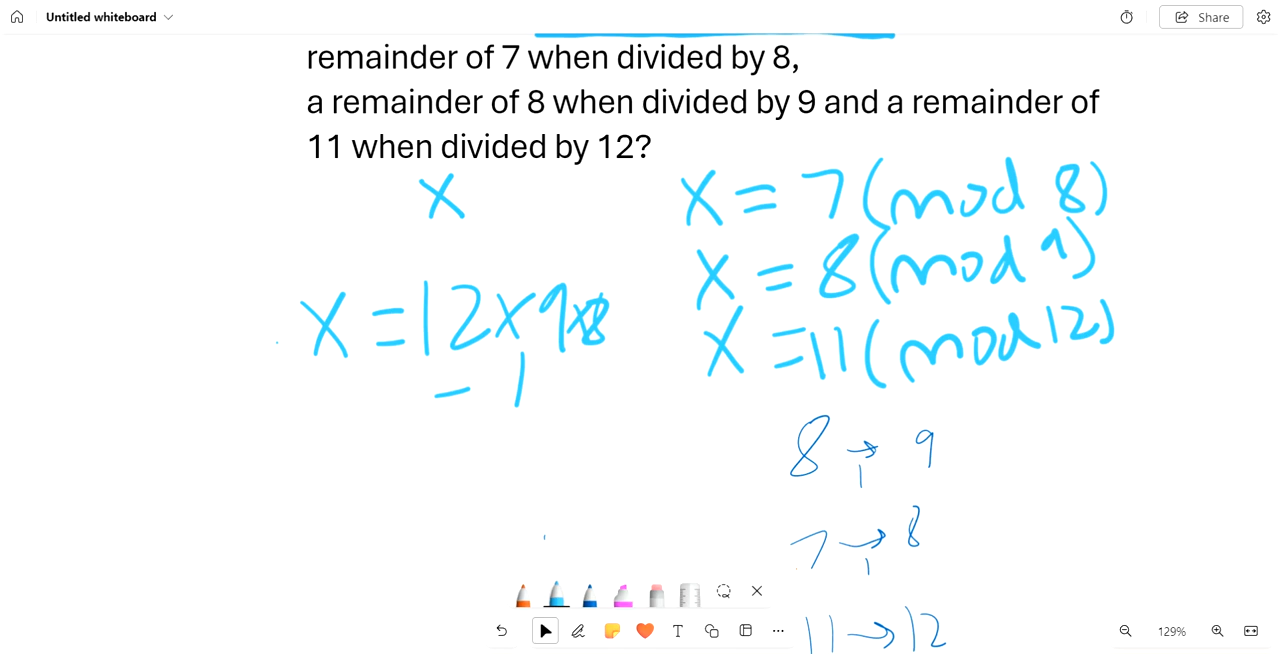 Untitled whiteboard
Share
remainder of 7 when divided by 8,
a remainder of 8 when divided by 9 and a remainder of
11 when divided by 12?
x
x = 7 (mod 8)
x = 8 (mod 9)
x = 11 (mod 12)
x = 12 x 9 x 8
- 1
8 → 9
1
7 → 8
1
11 → 12
T
129%